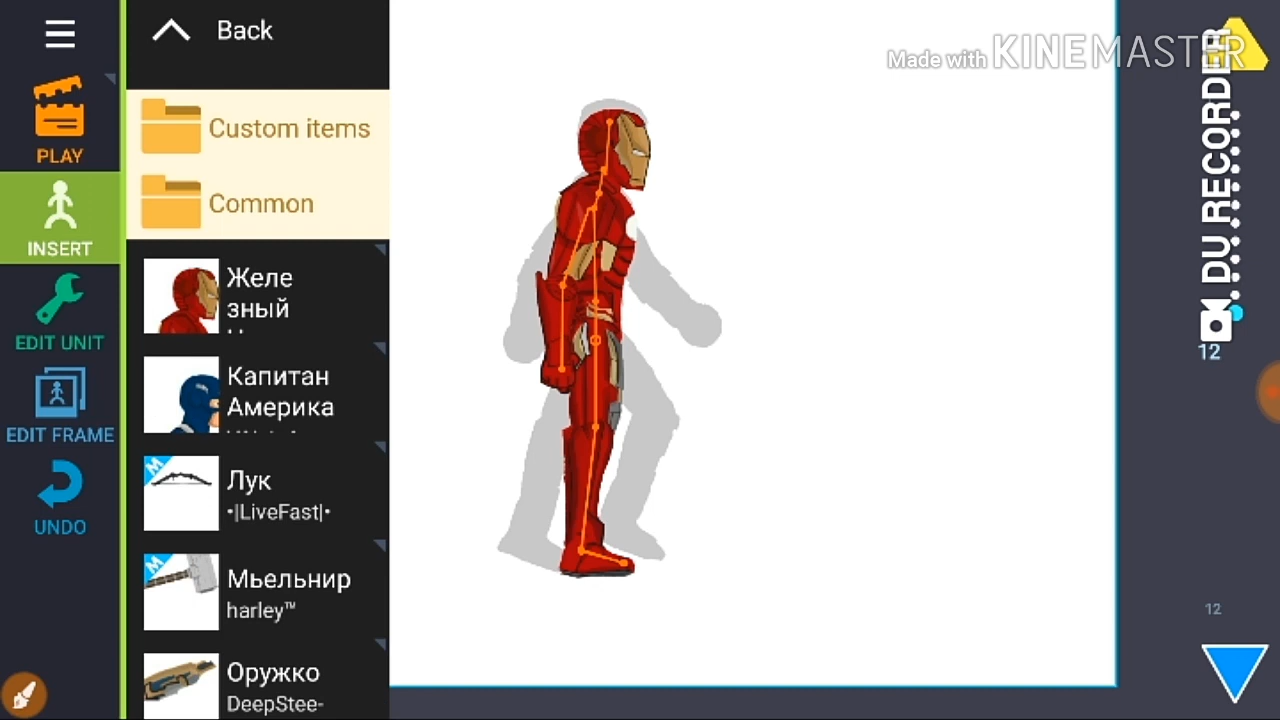 Back
PLAY
INSERT
EDIT UNIT
EDIT FRAME
UNDO
Custom items
Common
Желе
зный
Капитан
Америка
M
Лук
•|LiveFast|•
M
Мьельнир
harley™
Оружко
DeepStee-
Made with KINEMASTER
DU RECORDER
12
12